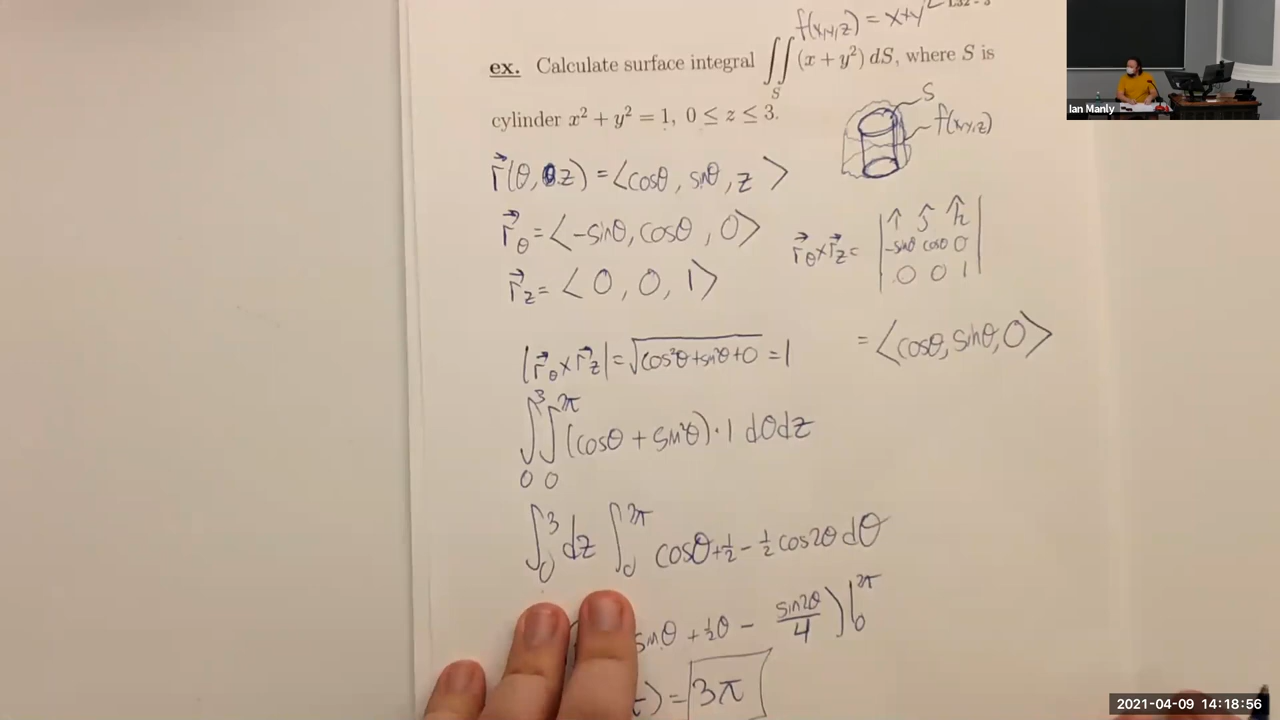 f(x,y,z) = x+y²
ex. Calculate surface integral ∬_S (x + y²) dS, where S is
cylinder x² + y² = 1, 0 ≤ z ≤ 3.
S
f(x,y,z)
r⃗(θ, z) = <cosθ, sinθ, z>
r⃗_θ = <-sinθ, cosθ, 0>
r⃗_z = <0, 0, 1>
r⃗_θ × r⃗_z = | î ĵ k̂
-sinθ cosθ 0
0 0 1 |
= <cosθ, sinθ, 0>
|r⃗_θ × r⃗_z| = √(cos²θ + sin²θ + 0) = 1
∫₀³ ∫₀^2π (cosθ + sin²θ)·1 dθdz
∫₀³ dz ∫₀^2π cosθ + ½ − ½ cos2θ dθ
sinθ + ½θ − sin2θ/4 )|₀^2π
) = 3π
Ian Manly
2021-04-09 14:18:56